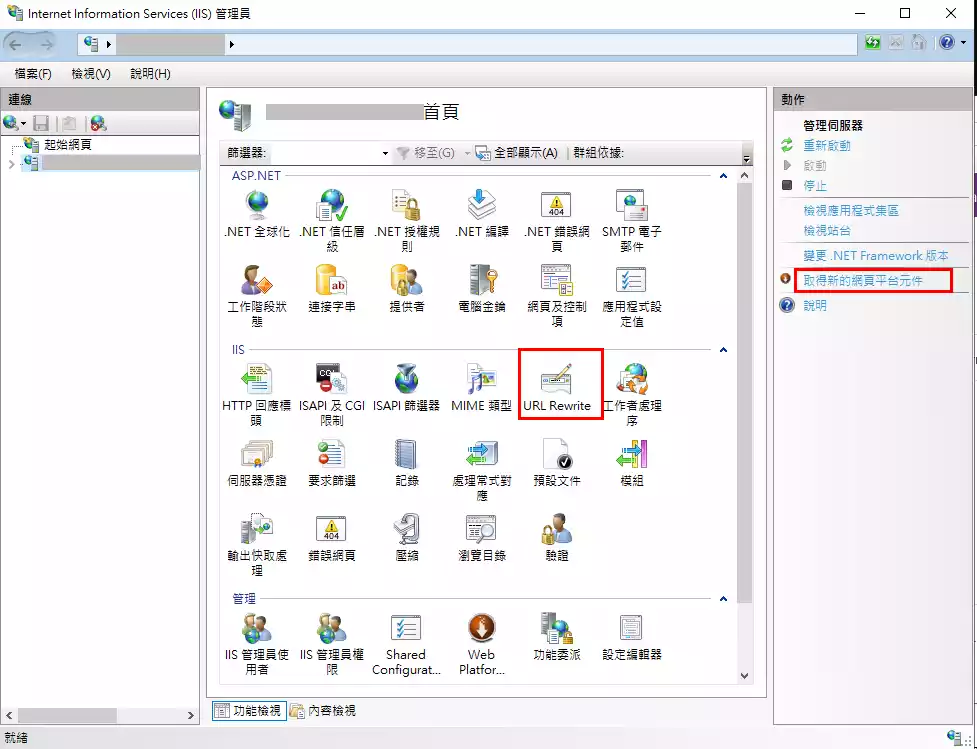 Internet Information Services (IIS) 管理員
檔案(F) 檢視(V) 說明(H)
連線
起始網頁
首頁
篩選器: 移至(G) 全部顯示(A) 群組依據:
ASP.NET
.NET 全球化
.NET 信任層級
.NET 授權規則
.NET 編譯
.NET 錯誤網頁
SMTP 電子郵件
工作階段狀態
連接字串
提供者
電腦金鑰
網頁及控制項
應用程式設定值
IIS
HTTP 回應標頭
ISAPI 及 CGI 限制
ISAPI 篩選器
MIME 類型
URL Rewrite
工作者處理序
伺服器憑證
要求篩選
記錄
處理常式對應
預設文件
模組
輸出快取處理
錯誤網頁
壓縮
瀏覽目錄
驗證
管理
IIS 管理員使用者
IIS 管理員權限
Shared Configurat...
Web Platfor...
功能委派
設定編輯器
功能檢視 內容檢視
動作
管理伺服器
重新啟動
啟動
停止
檢視應用程式集區
檢視站台
變更 .NET Framework 版本
取得新的網頁平台元件
說明
就緒